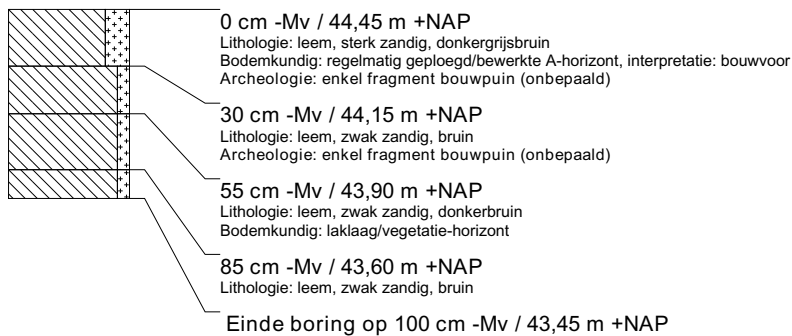 0 cm -Mv / 44,45 m +NAP
Lithologie: leem, sterk zandig, donkergrijsbruin
Bodemkundig: regelmatig geploegd/bewerkte A-horizont, interpretatie: bouwvoor
Archeologie: enkel fragment bouwpuin (onbepaald)
30 cm -Mv / 44,15 m +NAP
Lithologie: leem, zwak zandig, bruin
Archeologie: enkel fragment bouwpuin (onbepaald)
55 cm -Mv / 43,90 m +NAP
Lithologie: leem, zwak zandig, donkerbruin
Bodemkundig: laklaag/vegetatie-horizont
85 cm -Mv / 43,60 m +NAP
Lithologie: leem, zwak zandig, bruin
Einde boring op 100 cm -Mv / 43,45 m +NAP